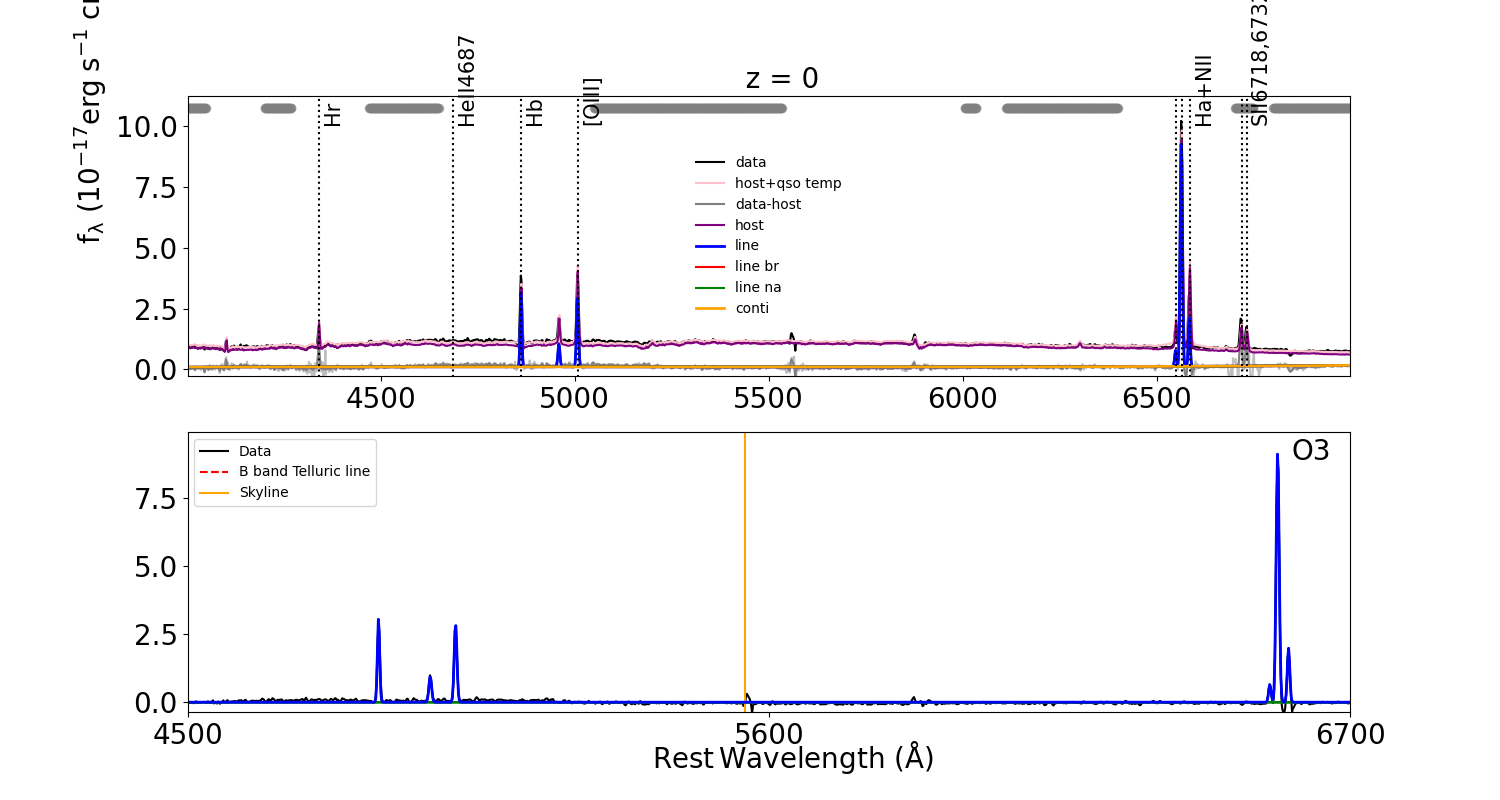 z = 0
fλ (10−17erg s−1
Hr
HeII4687
Hb
[OIII]
Ha+NII
SII6718,673
10.0
7.5
5.0
2.5
0.0
data
host+qso temp
data-host
host
line
line br
line na
conti
4500 5000 5500 6000 6500
Data
B band Telluric line
Skyline
O3
7.5
5.0
2.5
0.0
4500 5600 6700
Rest Wavelength (Å)